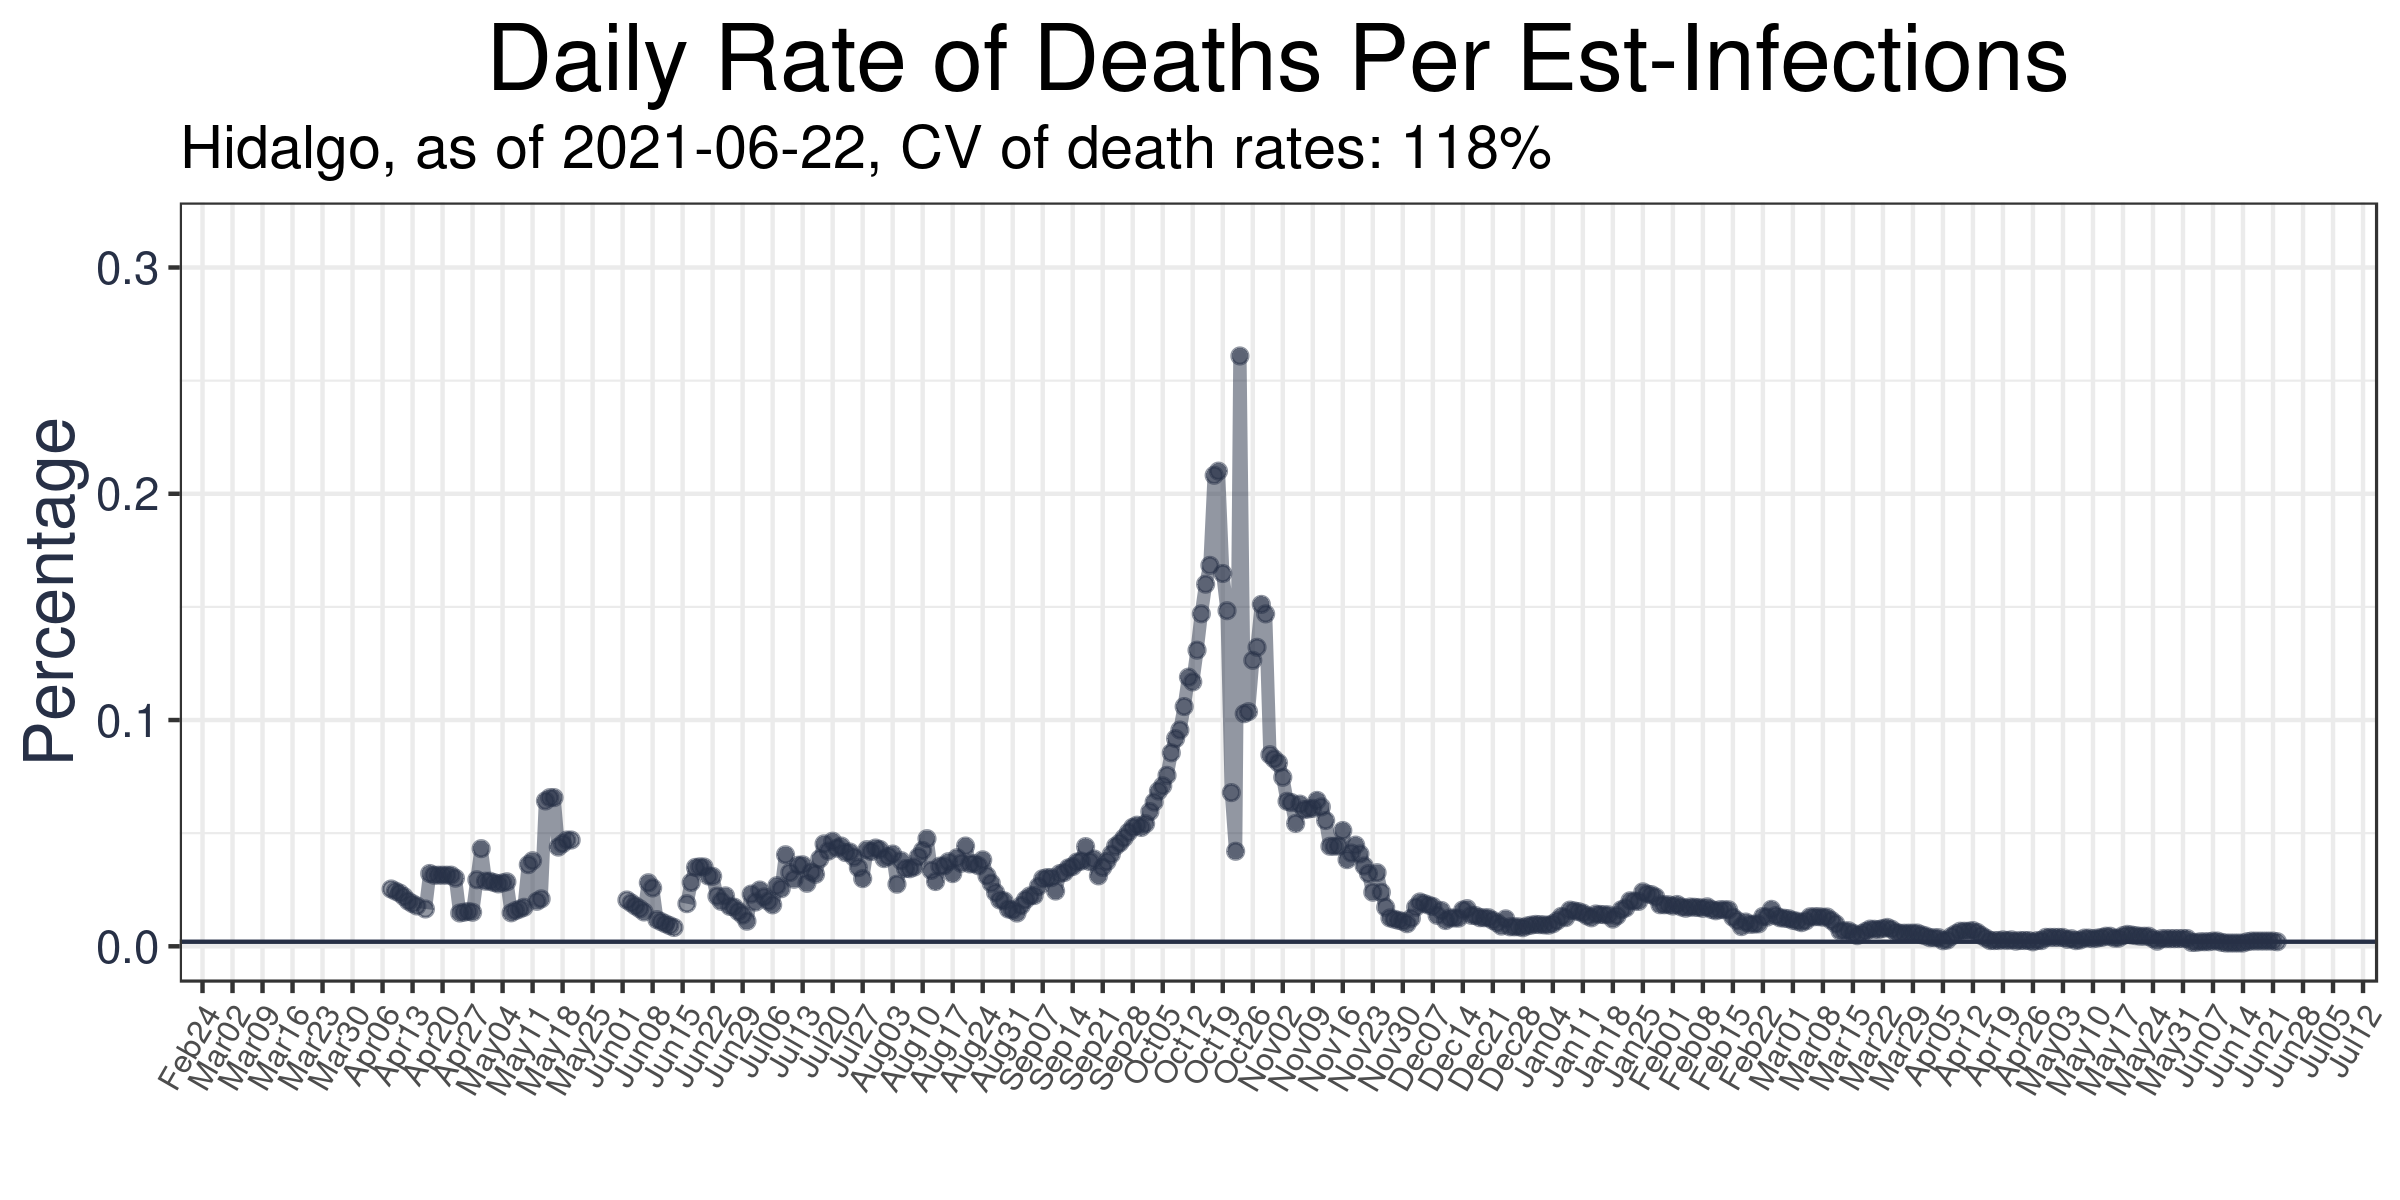 Daily Rate of Deaths Per Est-Infections
Hidalgo, as of 2021-06-22, CV of death rates: 118%
Percentage
0.3
0.2
0.1
0.0
Feb24
Mar02
Mar09
Mar16
Mar23
Mar30
Apr06
Apr13
Apr20
Apr27
May04
May11
May18
May25
Jun01
Jun08
Jun15
Jun22
Jun29
Jul06
Jul13
Jul20
Jul27
Aug03
Aug10
Aug17
Aug24
Aug31
Sep07
Sep14
Sep21
Sep28
Oct05
Oct12
Oct19
Oct26
Nov02
Nov09
Nov16
Nov23
Nov30
Dec07
Dec14
Dec21
Dec28
Dec04
Jan11
Jan18
Jan25
Feb01
Feb08
Feb15
Feb22
Mar01
Mar08
Mar15
Mar22
Mar29
Apr05
Apr12
Apr19
Apr26
May03
May10
May17
May24
May31
May07
Jun14
Jun21
Jun28
Jul05
Jul12